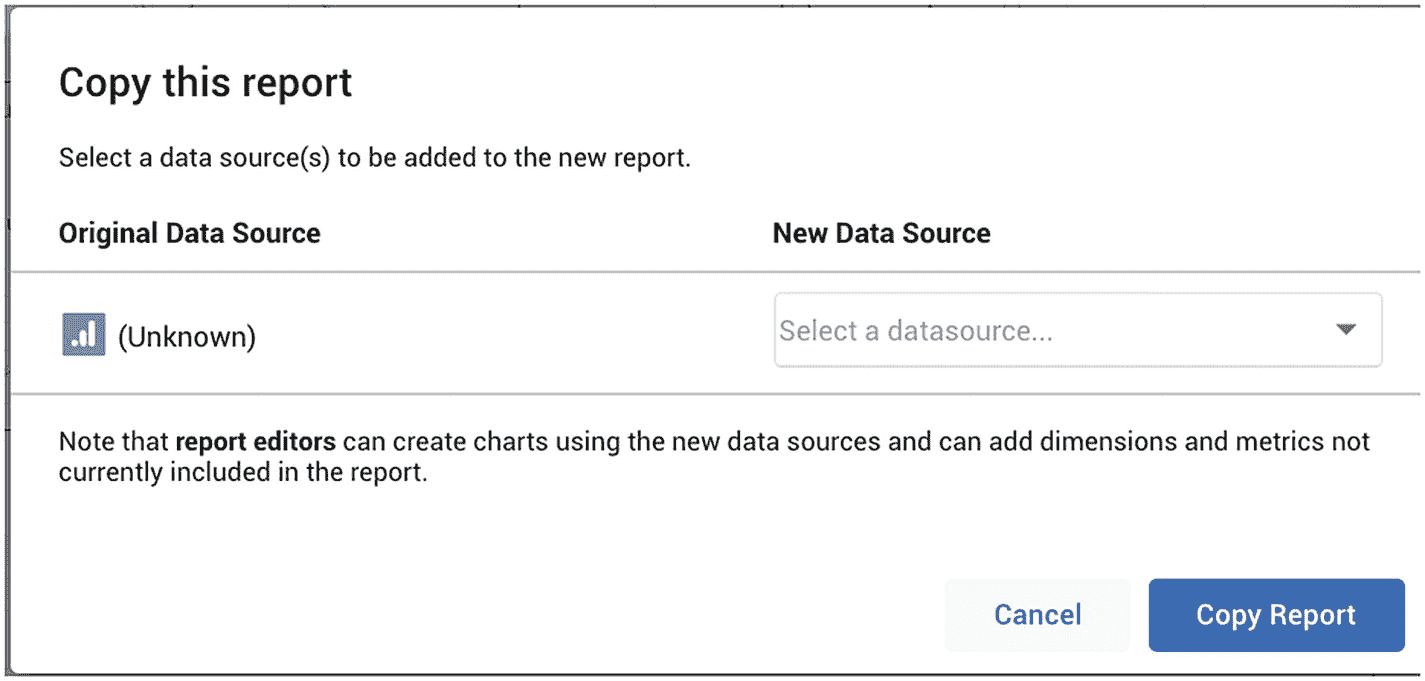 Copy this report
Select a data source(s) to be added to the new report.
Original Data Source New Data Source
(Unknown) Select a datasource...
Note that report editors can create charts using the new data sources and can add dimensions and metrics not
currently included in the report.
Cancel Copy Report